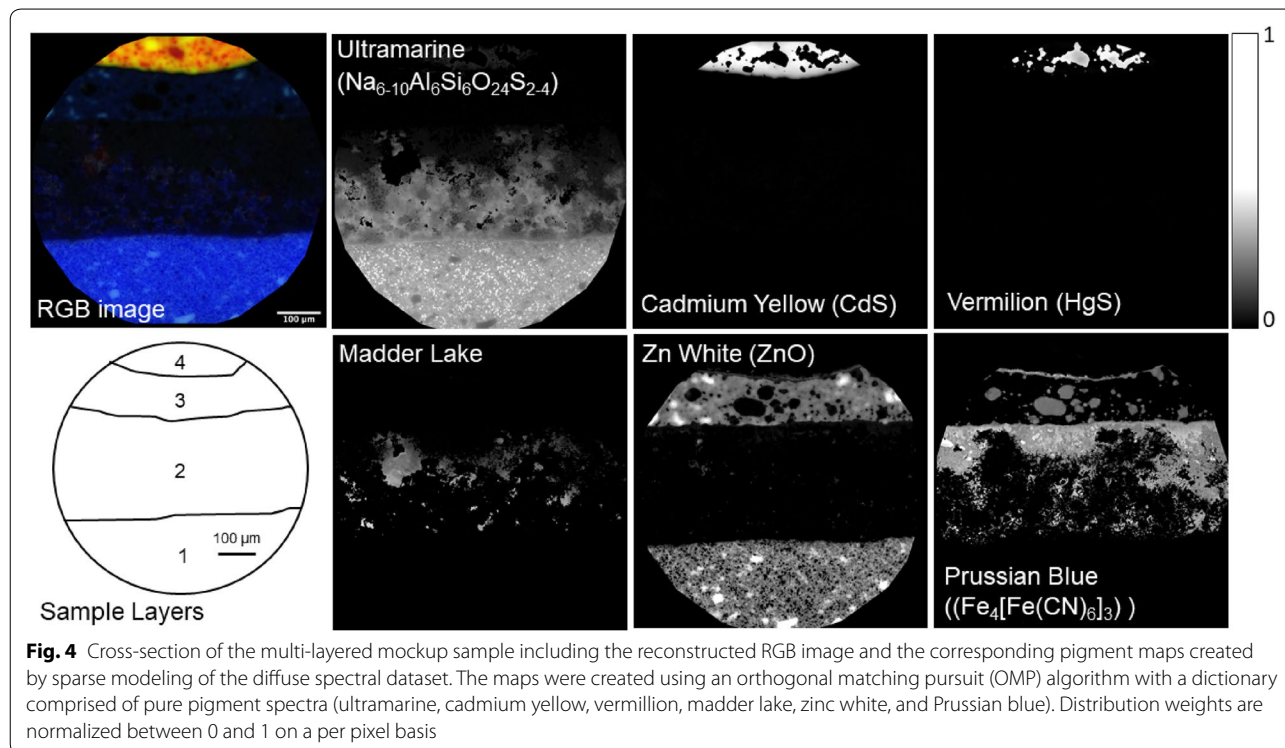 Ultramarine
(Na₆₋₁₀Al₆Si₆O₂₄S₂₋₄)
RGB image
100 µm
Cadmium Yellow (CdS)
Vermilion (HgS)
1
0
4
3
2
1
100 µm
Sample Layers
Madder Lake
Zn White (ZnO)
Prussian Blue
((Fe₄[Fe(CN)₆]₃) )
Fig. 4 Cross-section of the multi-layered mockup sample including the reconstructed RGB image and the corresponding pigment maps created
by sparse modeling of the diffuse spectral dataset. The maps were created using an orthogonal matching pursuit (OMP) algorithm with a dictionary
comprised of pure pigment spectra (ultramarine, cadmium yellow, vermillion, madder lake, zinc white, and Prussian blue). Distribution weights are
normalized between 0 and 1 on a per pixel basis